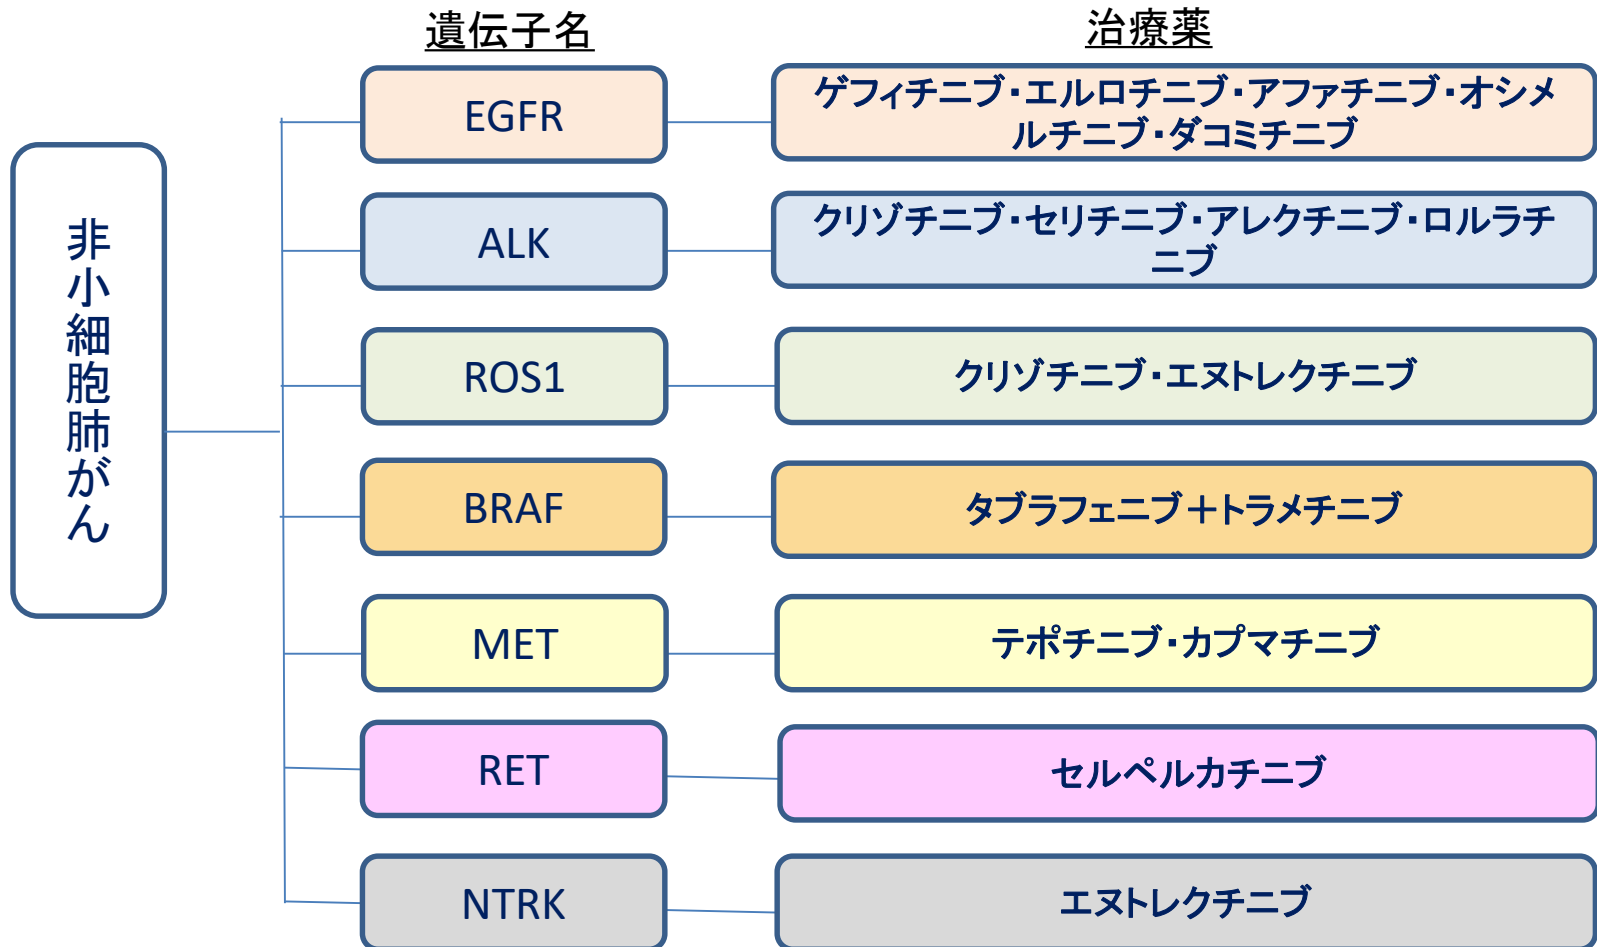 遺伝子名
治療薬
非小細胞肺がん
EGFR
ゲフィチニブ・エルロチニブ・アファチニブ・オシメ
ルチニブ・ダコミチニブ
ALK
クリゾチニブ・セリチニブ・アレクチニブ・ロルラチ
ニブ
ROS1
クリゾチニブ・エヌトレクチニブ
BRAF
タブラフェニブ＋トラメチニブ
MET
テポチニブ・カプマチニブ
RET
セルペルカチニブ
NTRK
エヌトレクチニブ